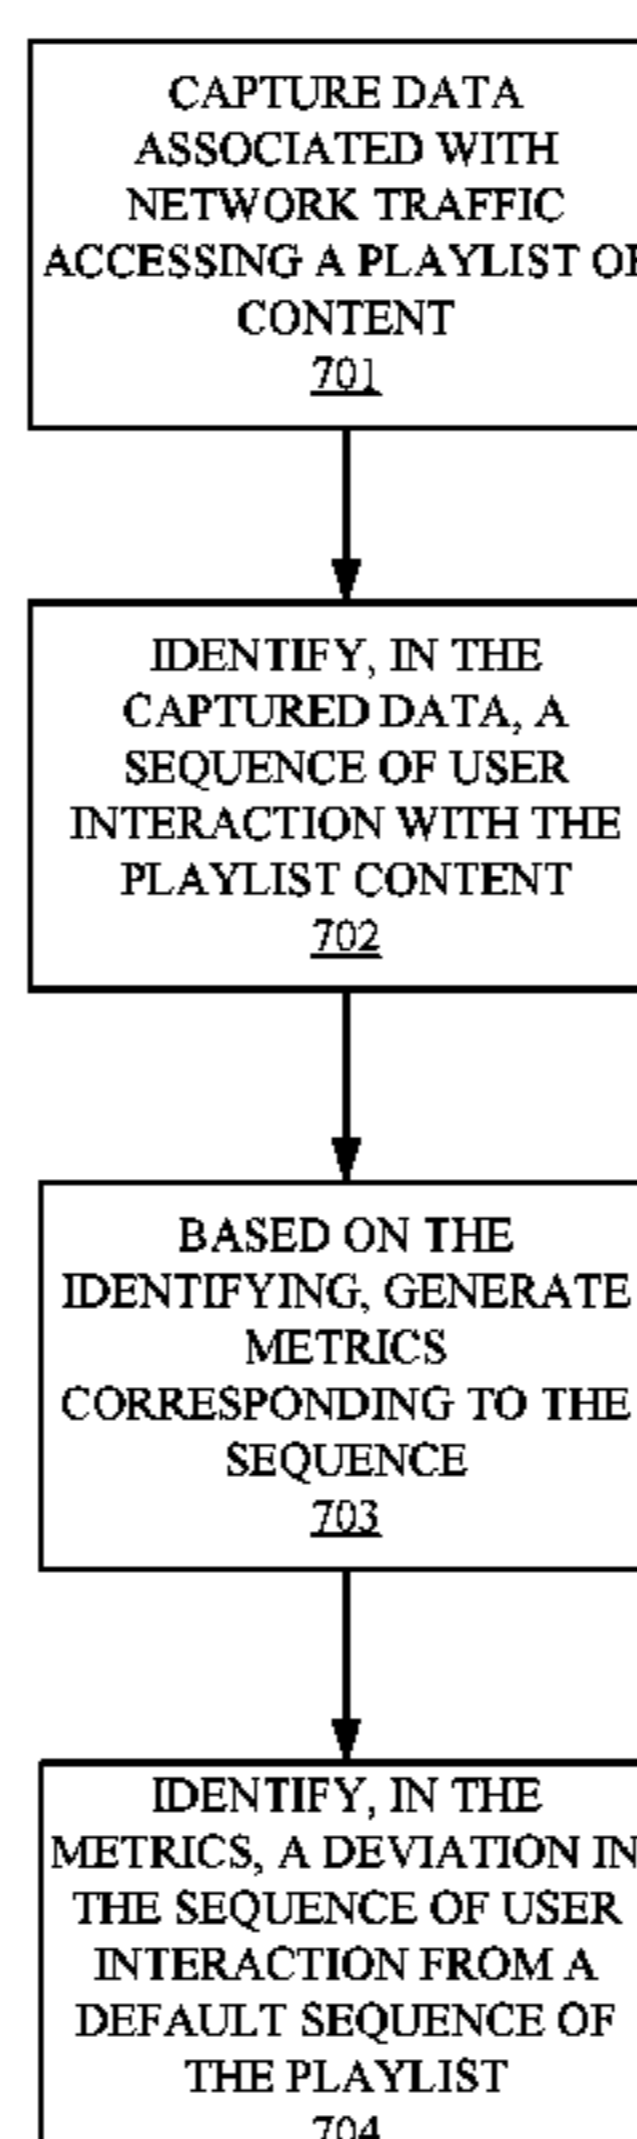 CAPTURE DATA
ASSOCIATED WITH
NETWORK TRAFFIC
ACCESSING A PLAYLIST OF
CONTENT
701
IDENTIFY, IN THE
CAPTURED DATA, A
SEQUENCE OF USER
INTERACTION WITH THE
PLAYLIST CONTENT
702
BASED ON THE
IDENTIFYING, GENERATE
METRICS
CORRESPONDING TO THE
SEQUENCE
703
IDENTIFY, IN THE
METRICS, A DEVIATION IN
THE SEQUENCE OF USER
INTERACTION FROM A
DEFAULT SEQUENCE OF
THE PLAYLIST
704